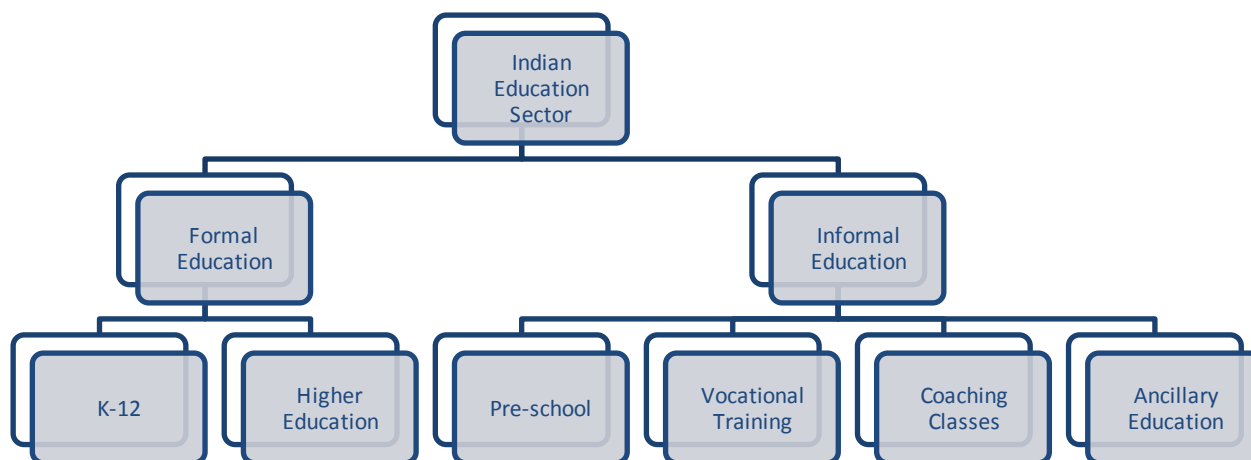 Indian
Education
Sector
Formal
Education
Informal
Education
K-12
Higher
Education
Pre-school
Vocational
Training
Coaching
Classes
Ancillary
Education